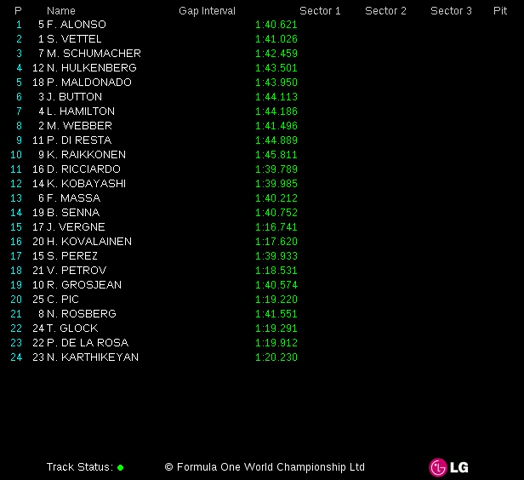 P Name Gap Interval Sector 1 Sector 2 Sector 3 Pit
1 5 F. ALONSO 1:40.621
2 1 S. VETTEL 1:41.026
3 7 M. SCHUMACHER 1:42.459
4 12 N. HULKENBERG 1:43.501
5 18 P. MALDONADO 1:43.950
6 3 J. BUTTON 1:44.113
7 4 L. HAMILTON 1:44.186
8 2 M. WEBBER 1:41.496
9 11 P. DI RESTA 1:44.889
10 9 K. RAIKKONEN 1:45.811
11 16 D. RICCIARDO 1:39.789
12 14 K. KOBAYASHI 1:39.985
13 6 F. MASSA 1:40.212
14 19 B. SENNA 1:40.752
15 17 J. VERGNE 1:16.741
16 20 H. KOVALAINEN 1:17.620
17 15 S. PEREZ 1:39.933
18 21 V. PETROV 1:18.531
19 10 R. GROSJEAN 1:40.574
20 25 C. PIC 1:19.220
21 8 N. ROSBERG 1:41.551
22 24 T. GLOCK 1:19.291
23 22 P. DE LA ROSA 1:19.912
24 23 N. KARTHIKEYAN 1:20.230
Track Status: © Formula One World Championship Ltd LG